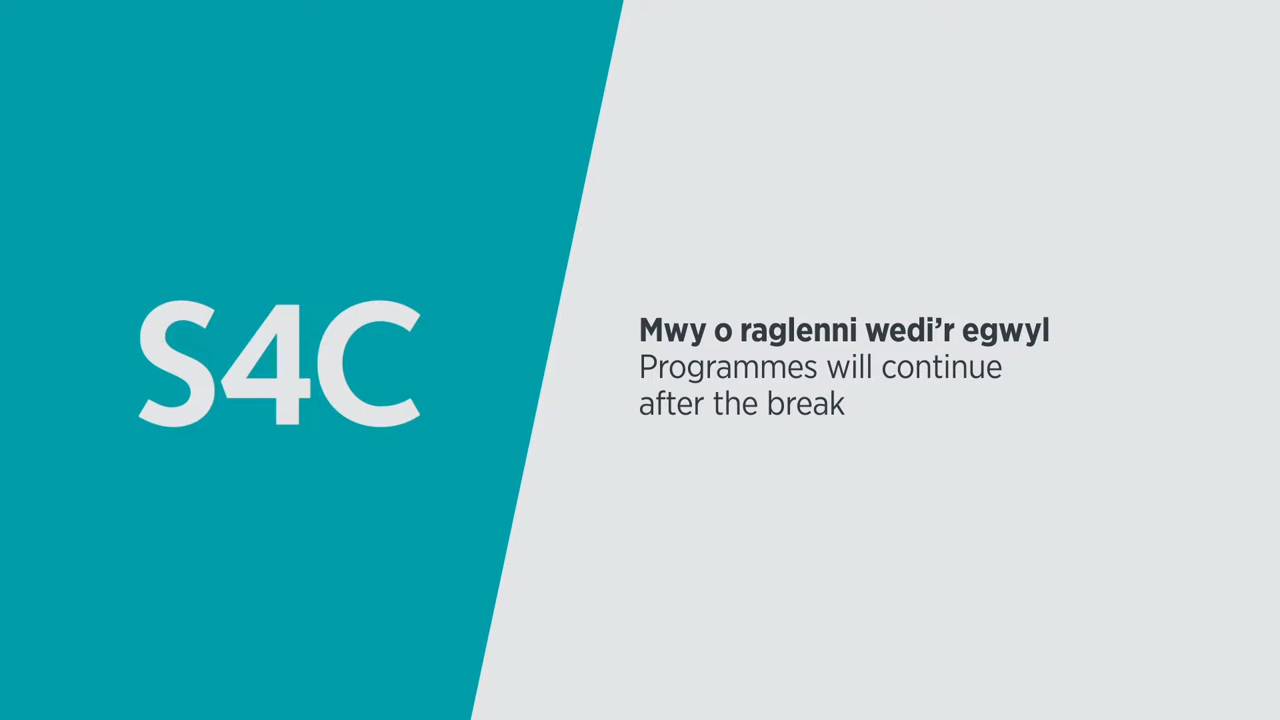 S4C
Mwy o raglenni wedi’r egwyl
Programmes will continue
after the break